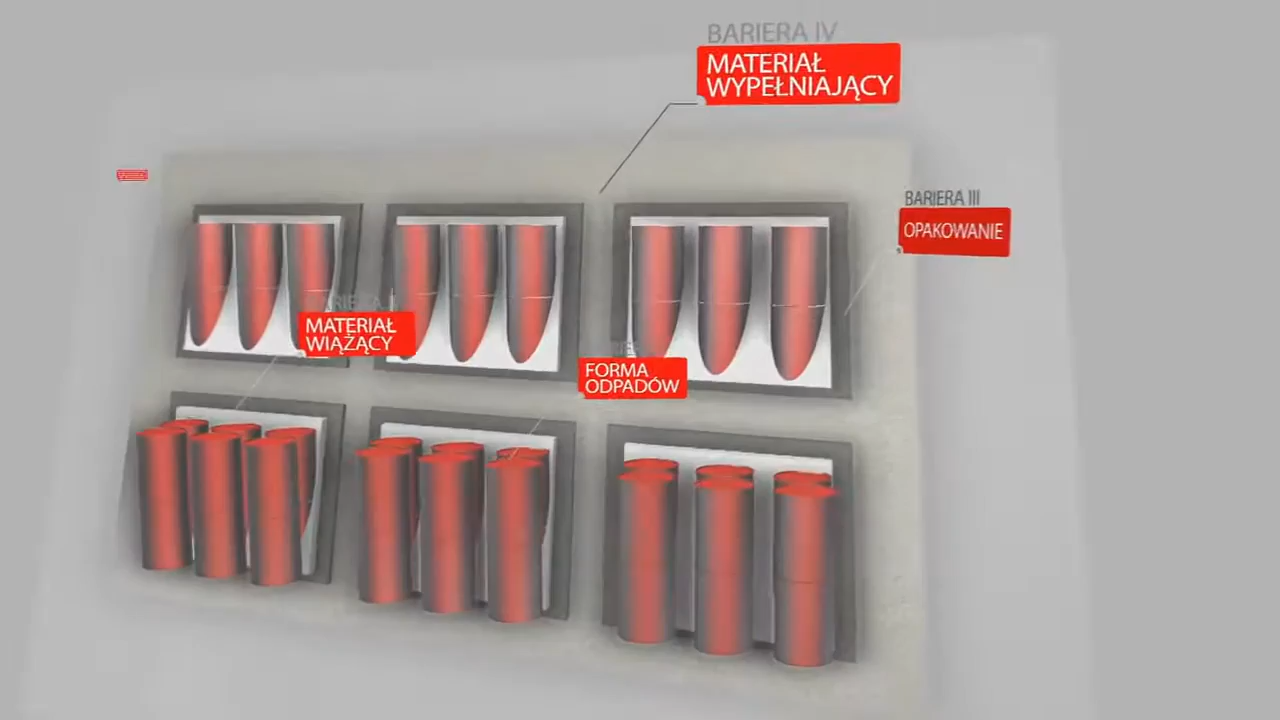 BARIERA IV
MATERIAŁ
WYPEŁNIAJĄCY
BARIERA III
OPAKOWANIE
MATERIAŁ
WIĄŻĄCY
FORMA
ODPADÓW